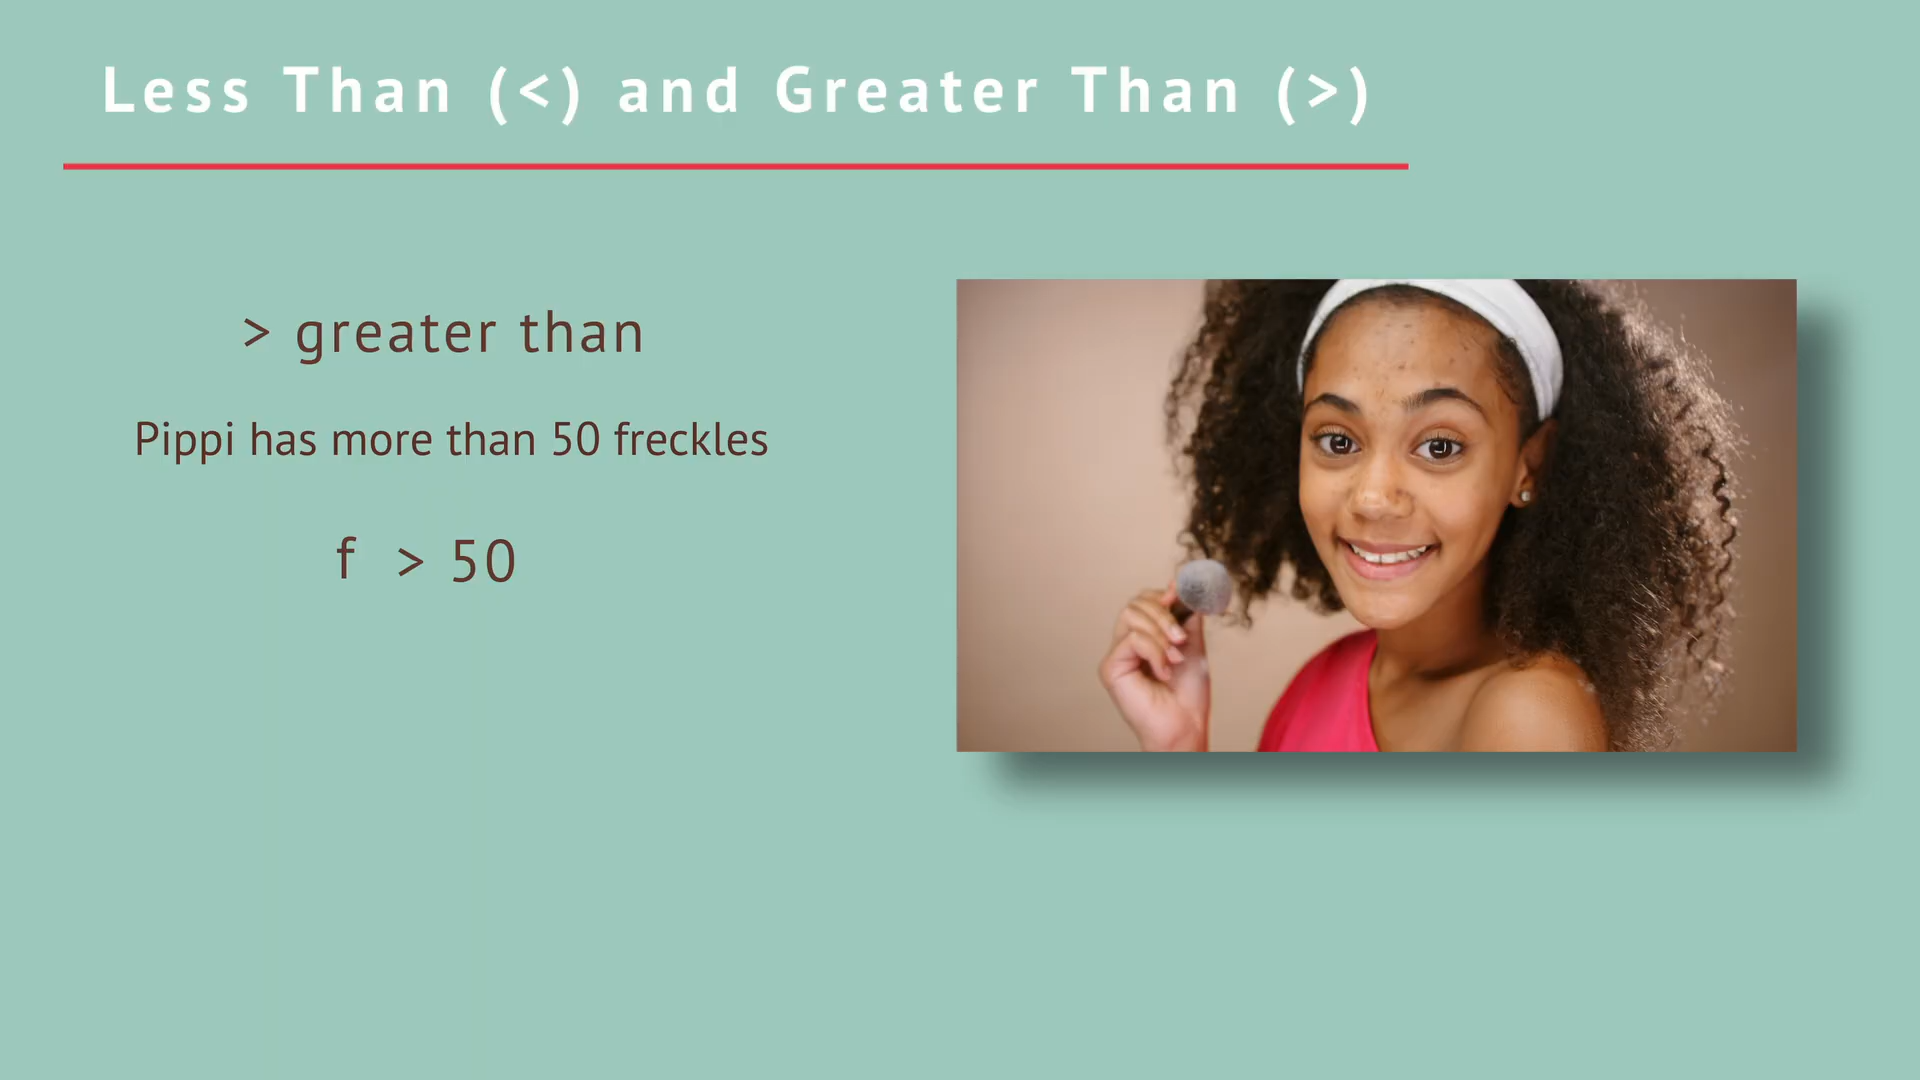 Less Than (<) and Greater Than (>)
> greater than
Pippi has more than 50 freckles
f > 50